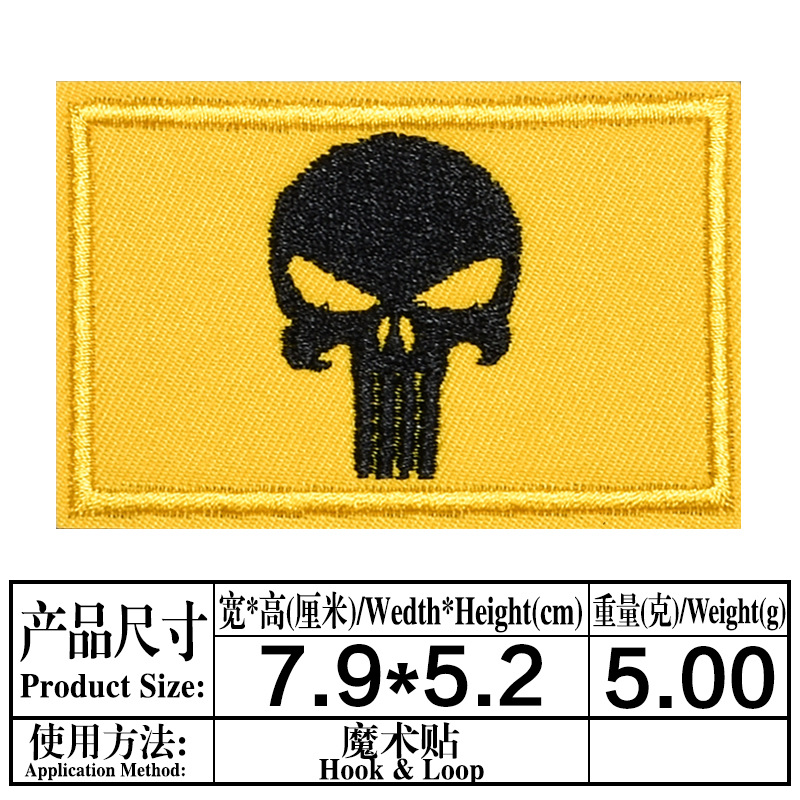 产品尺寸
Product Size:
宽*高(厘米)/Wedth*Height(cm)
7.9*5.2
重量(克)/Weight(g)
5.00
使用方法:
Application Method:
魔术贴
Hook & Loop